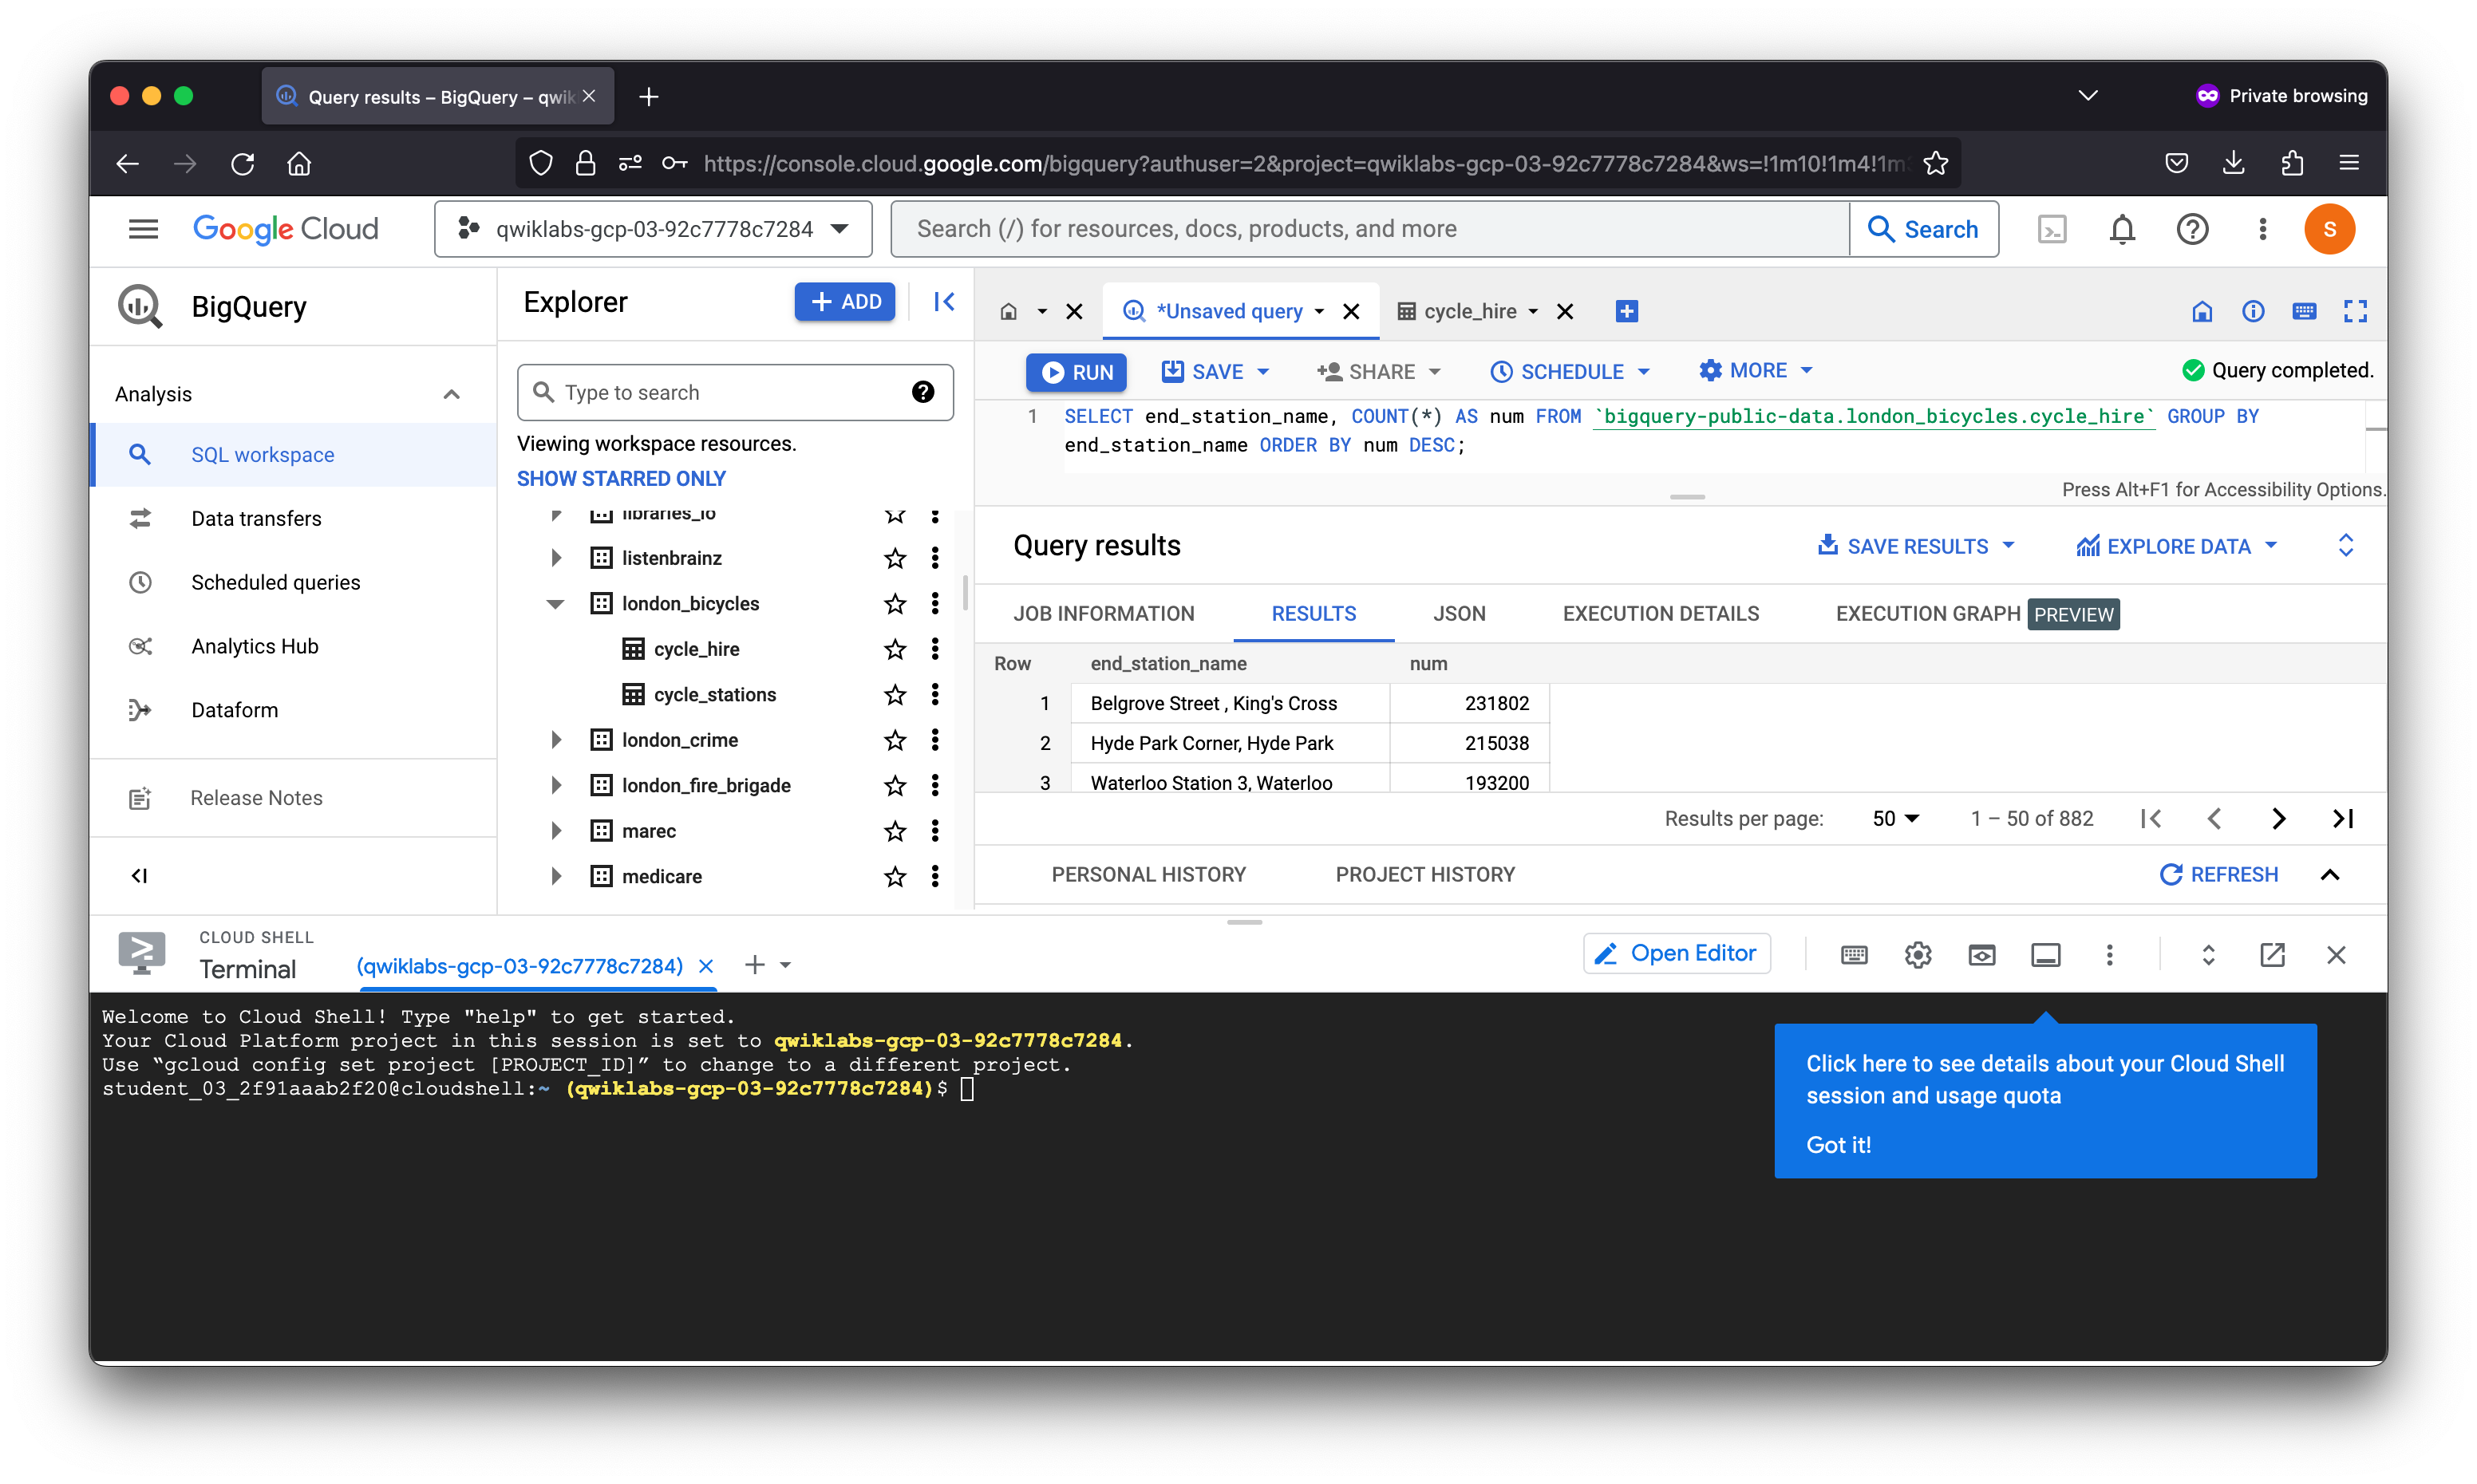 Query results – BigQuery – qwik
Private browsing
https://console.cloud.google.com/bigquery?authuser=2&project=qwiklabs-gcp-03-92c7778c7284&ws=!1m10!1m4!1m
Google Cloud
qwiklabs-gcp-03-92c7778c7284
Search (/) for resources, docs, products, and more
Search
S
BigQuery
Analysis
SQL workspace
Data transfers
Scheduled queries
Analytics Hub
Dataform
Release Notes
Explorer
ADD
Type to search
Viewing workspace resources.
SHOW STARRED ONLY
libraries_io
listenbrainz
london_bicycles
cycle_hire
cycle_stations
london_crime
london_fire_brigade
marec
medicare
*Unsaved query
cycle_hire
RUN
SAVE
SHARE
SCHEDULE
MORE
Query completed.
1 SELECT end_station_name, COUNT(*) AS num FROM `bigquery-public-data.london_bicycles.cycle_hire` GROUP BY
end_station_name ORDER BY num DESC;
Press Alt+F1 for Accessibility Options.
Query results
SAVE RESULTS
EXPLORE DATA
JOB INFORMATION
RESULTS
JSON
EXECUTION DETAILS
EXECUTION GRAPH
PREVIEW
Row end_station_name num
1 Belgrove Street , King's Cross 231802
2 Hyde Park Corner, Hyde Park 215038
3 Waterloo Station 3, Waterloo 193200
Results per page: 50 1 – 50 of 882
PERSONAL HISTORY
PROJECT HISTORY
REFRESH
CLOUD SHELL
Terminal
(qwiklabs-gcp-03-92c7778c7284)
Open Editor
Welcome to Cloud Shell! Type "help" to get started.
Your Cloud Platform project in this session is set to qwiklabs-gcp-03-92c7778c7284.
Use “gcloud config set project [PROJECT_ID]” to change to a different project.
student_03_2f91aaab2f20@cloudshell:~ (qwiklabs-gcp-03-92c7778c7284)$
Click here to see details about your Cloud Shell
session and usage quota
Got it!